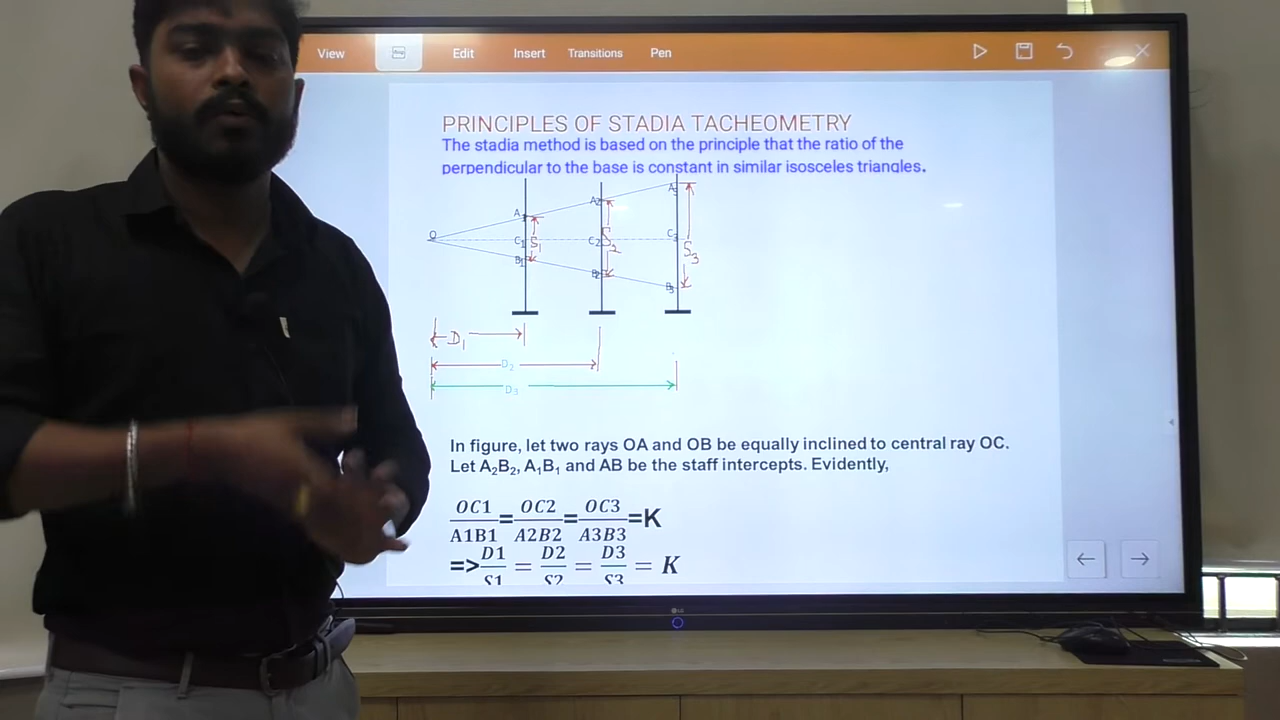 View Edit Insert Transitions Pen
PRINCIPLES OF STADIA TACHEOMETRY
The stadia method is based on the principle that the ratio of the
perpendicular to the base is constant in similar isosceles triangles.
A2 A3
A1
O C1 S1 C2 S2 C3 S3
B1 B2 B3
D1
D2
D3
In figure, let two rays OA and OB be equally inclined to central ray OC.
Let A₂B₂, A₁B₁ and AB be the staff intercepts. Evidently,
OC1/A1B1=OC2/A2B2=OC3/A3B3=K
=>D1/S1 = D2/S2 = D3/S3 = K
LG